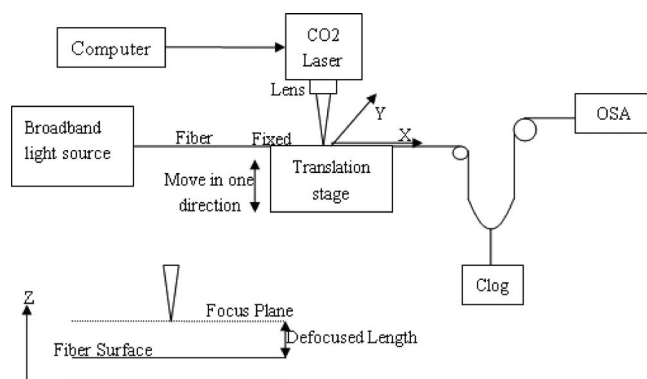 Computer
CO2
Laser
Lens
Y
OSA
Broadband
light source
Fiber
Fixed
X
Translation
stage
Move in one
direction
Clog
Z
Focus Plane
Defocused Length
Fiber Surface